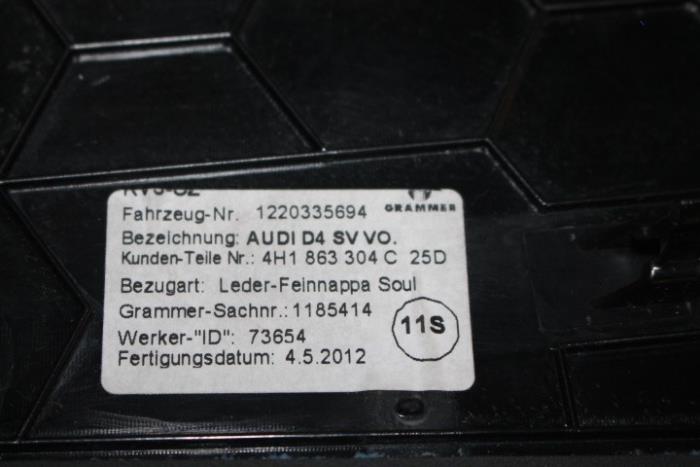 GRAMMER
Fahrzeug-Nr. 1220335694
Bezeichnung: AUDI D4 SV VO.
Kunden-Teile Nr.: 4H1 863 304 C 25D
Bezugart: Leder-Feinnappa Soul
Grammer-Sachnr.: 1185414
Werker-"ID": 73654
Fertigungsdatum: 4.5.2012
11S